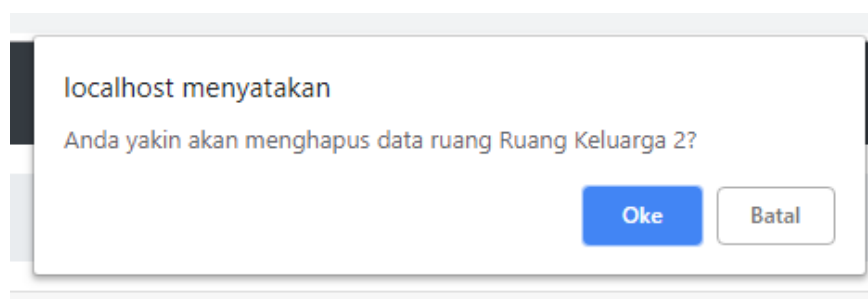 localhost menyatakan
Anda yakin akan menghapus data ruang Ruang Keluarga 2?
Oke
Batal